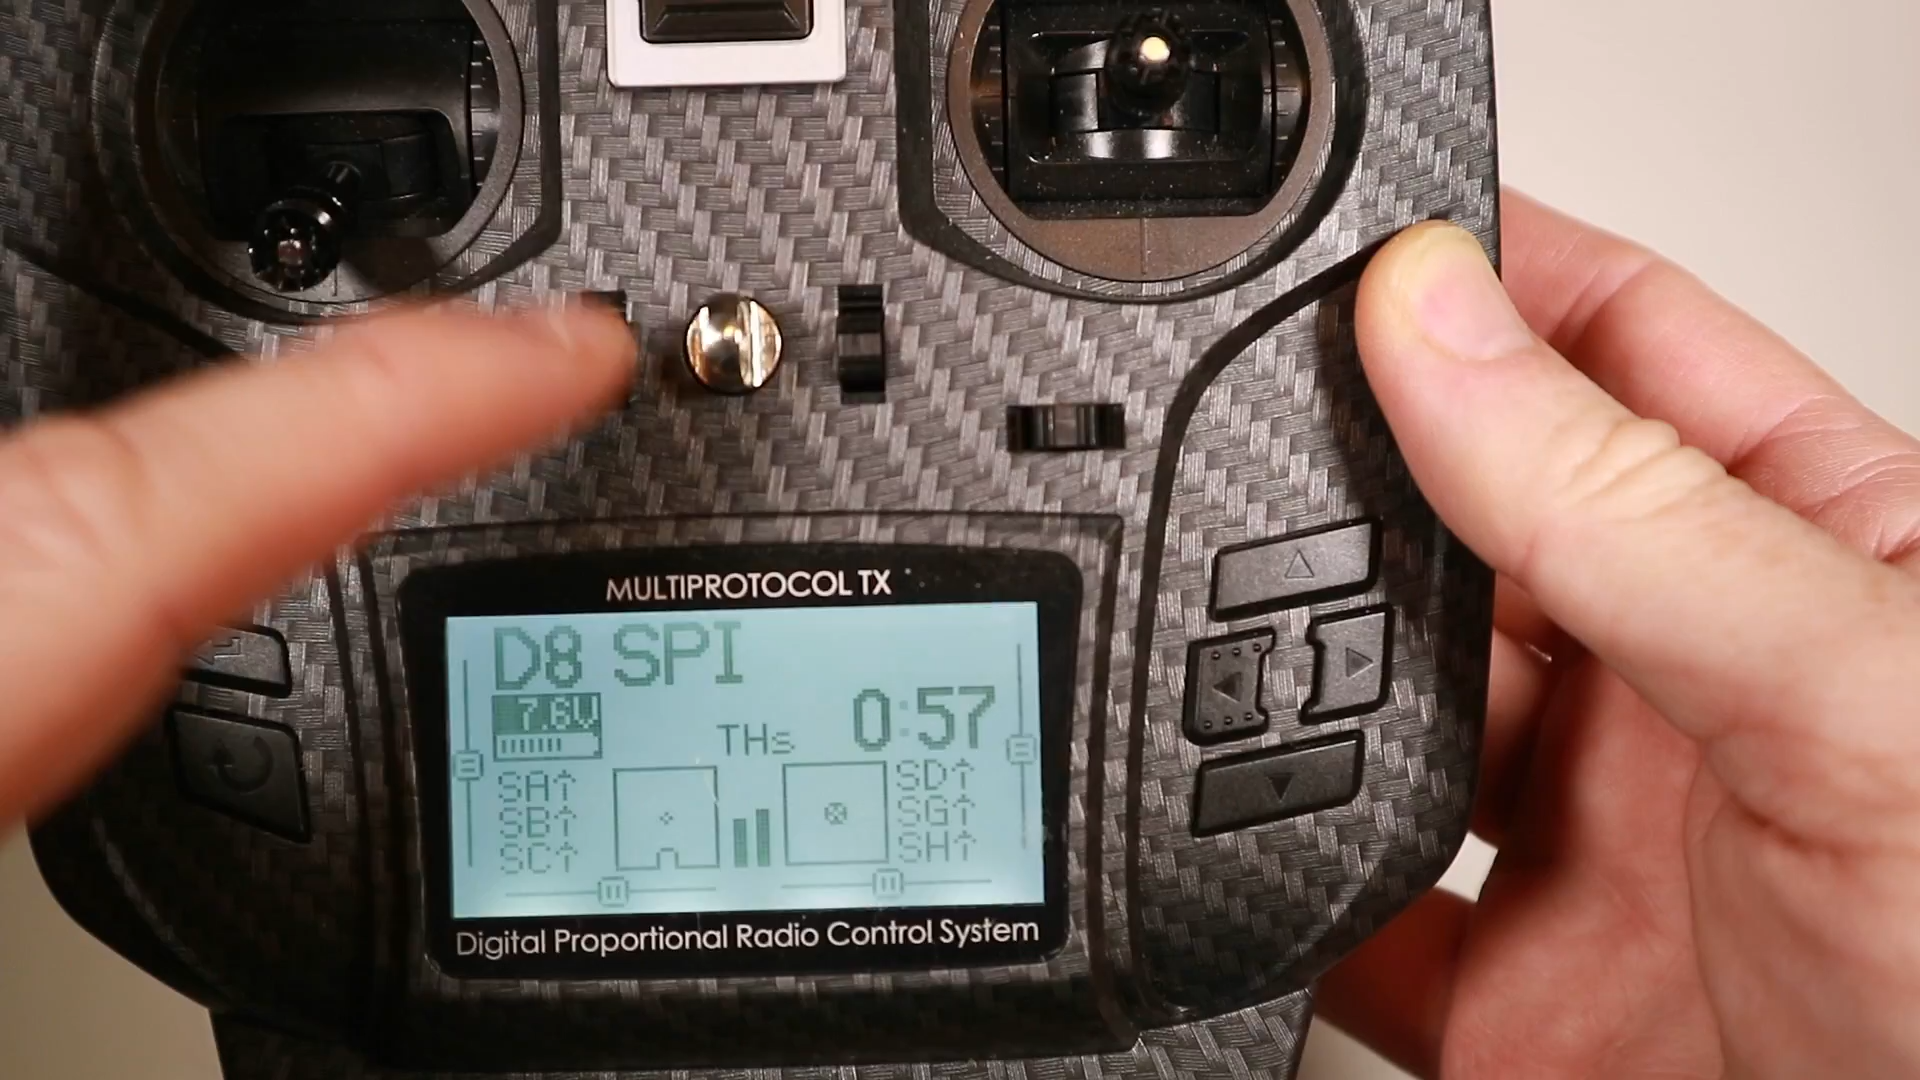 MULTIPROTOCOL TX
D8 SPI
7.6V
THs
0:57
SA↑
SB↑
SC↑
SD↑
SG↑
SH↑
Digital Proportional Radio Control System